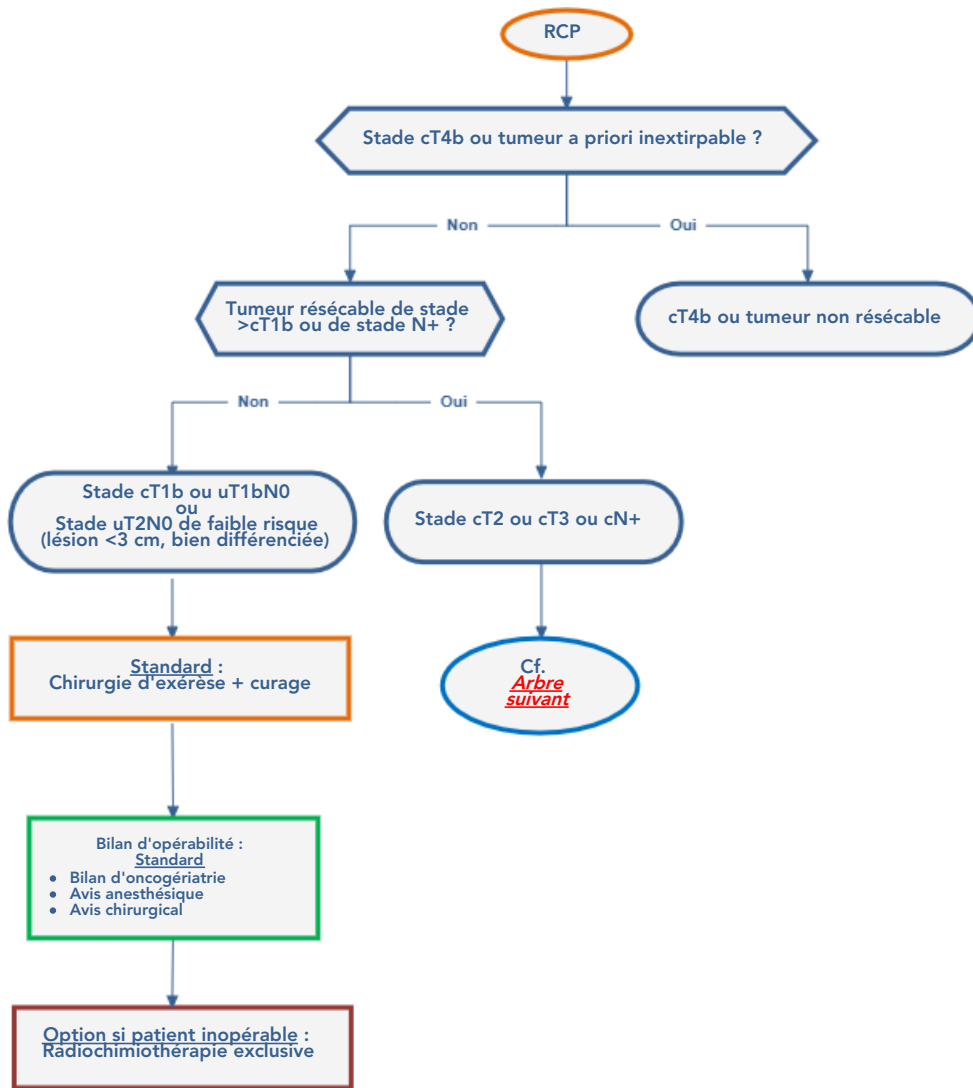 RCP
Stade cT4b ou tumeur a priori inextirpable ?
Non
Oui
Tumeur résécable de stade
>cT1b ou de stade N+ ?
cT4b ou tumeur non résécable
Non
Oui
Stade cT1b ou uT1bN0
ou
Stade uT2N0 de faible risque
(lésion <3 cm, bien différenciée)
Stade cT2 ou cT3 ou cN+
Standard :
Chirurgie d'exérèse + curage
Cf.
Arbre
suivant
Bilan d'opérabilité :
Standard
• Bilan d'oncogériatrie
• Avis anesthésique
• Avis chirurgical
Option si patient inopérable :
Radiochimiothérapie exclusive